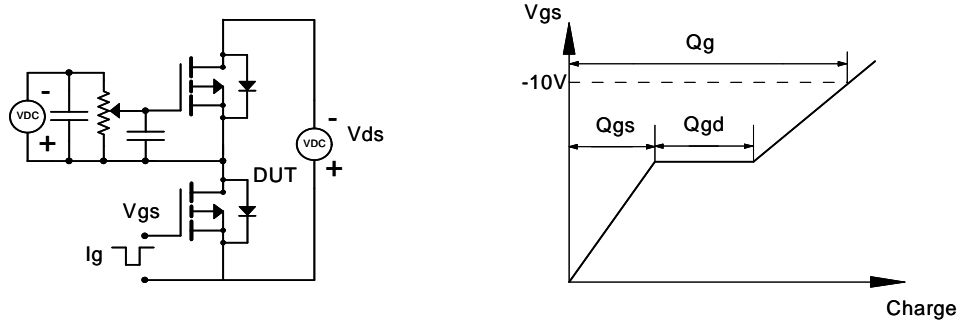 -
VDC
+
-
VDC
+
Vds
DUT
Vgs
Ig
Vgs
Qg
-10V
Qgs
Qgd
Charge